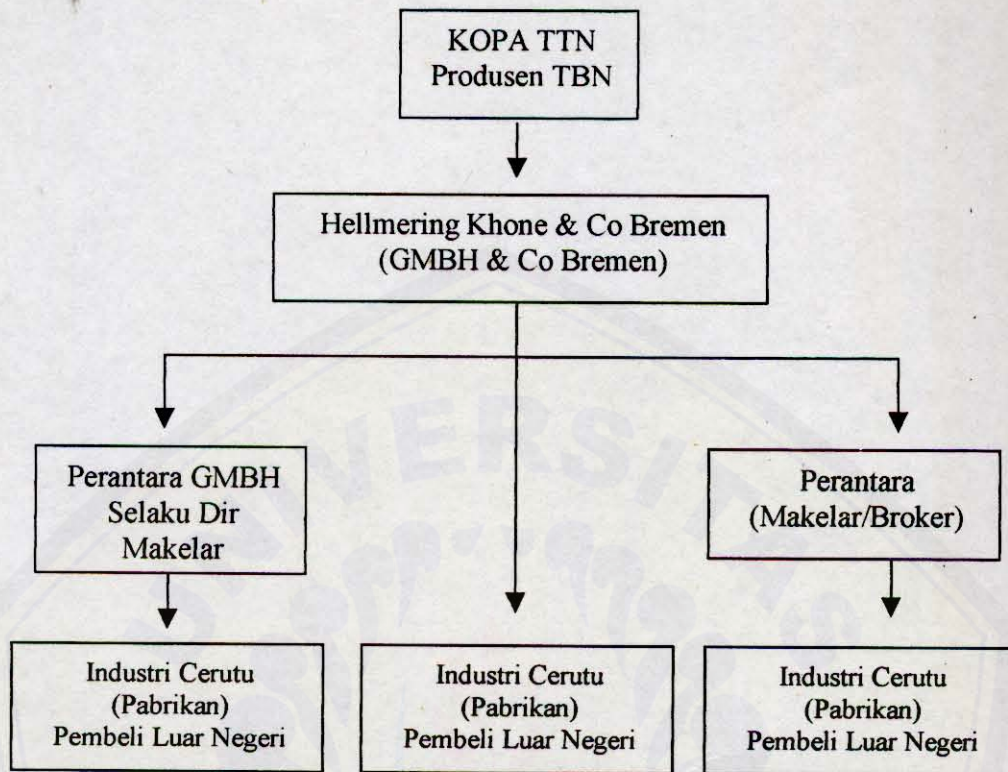 KOPA TTN
Produsen TBN
Hellmering Khone & Co Bremen
(GMBH & Co Bremen)
Perantara GMBH
Selaku Dir
Makelar
Perantara
(Makelar/Broker)
Industri Cerutu
(Pabrikan)
Pembeli Luar Negeri
Industri Cerutu
(Pabrikan)
Pembeli Luar Negeri
Industri Cerutu
(Pabrikan)
Pembeli Luar Negeri
UNIVERSITAS